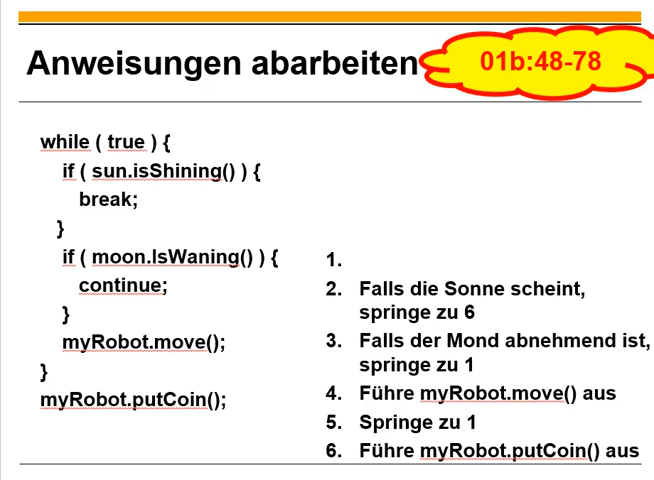 Anweisungen abarbeiten
01b:48-78
while ( true ) {
if ( sun.isShining() ) {
break;
}
if ( moon.IsWaning() ) {
continue;
}
myRobot.move();
}
myRobot.putCoin();
1.
2. Falls die Sonne scheint,
springe zu 6
3. Falls der Mond abnehmend ist,
springe zu 1
4. Führe myRobot.move() aus
5. Springe zu 1
6. Führe myRobot.putCoin() aus